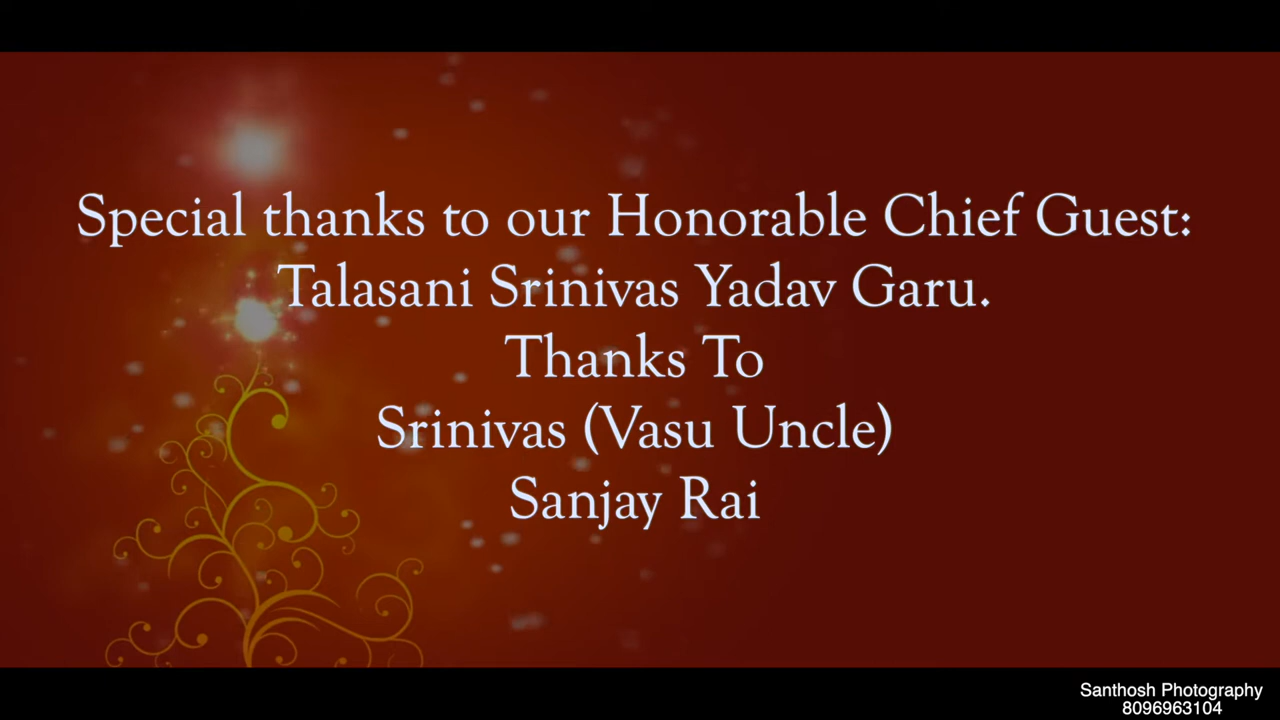 Special thanks to our Honorable Chief Guest:
Talasani Srinivas Yadav Garu.
Thanks To
Srinivas (Vasu Uncle)
Sanjay Rai
Santhosh Photography
8096963104